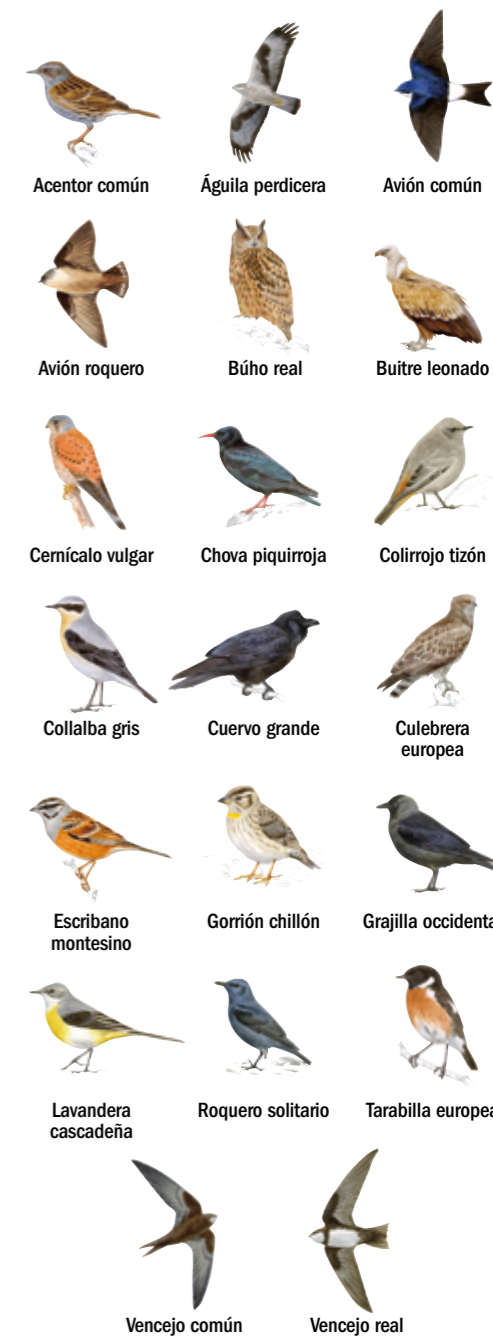 Acentor común Águila perdicera Avión común
Avión roquero Búho real Buitre leonado
Cernícalo vulgar Chova piquirroja Colirrojo tizón
Collalba gris Cuervo grande Culebrera
europea
Escribano
montesino
Gorrión chillón Grajilla occidenta
Lavandera
cascadeña
Roquero solitario Tarabilla europea
Vencejo común Vencejo real